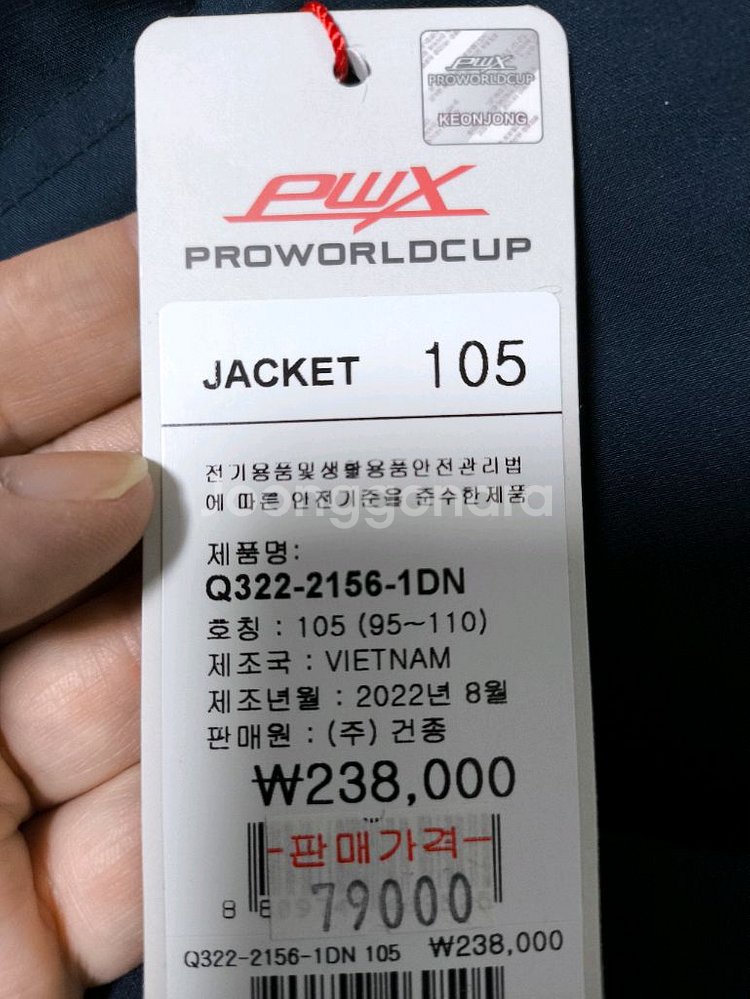 PWX
PROWORLDCUP
KEONJONG
PWX
PROWORLDCUP
JACKET 105
전기용품및생활용품안전관리법
에 따른 안전기준을 준수한제품
Joonggonara
제품명:
Q322-2156-1DN
호칭 : 105 (95~110)
제조국 : VIETNAM
제조년월 : 2022년 8월
판매원 : (주) 건종
₩238,000
판매가격
79000
Q322-2156-1DN 105 ₩238,000